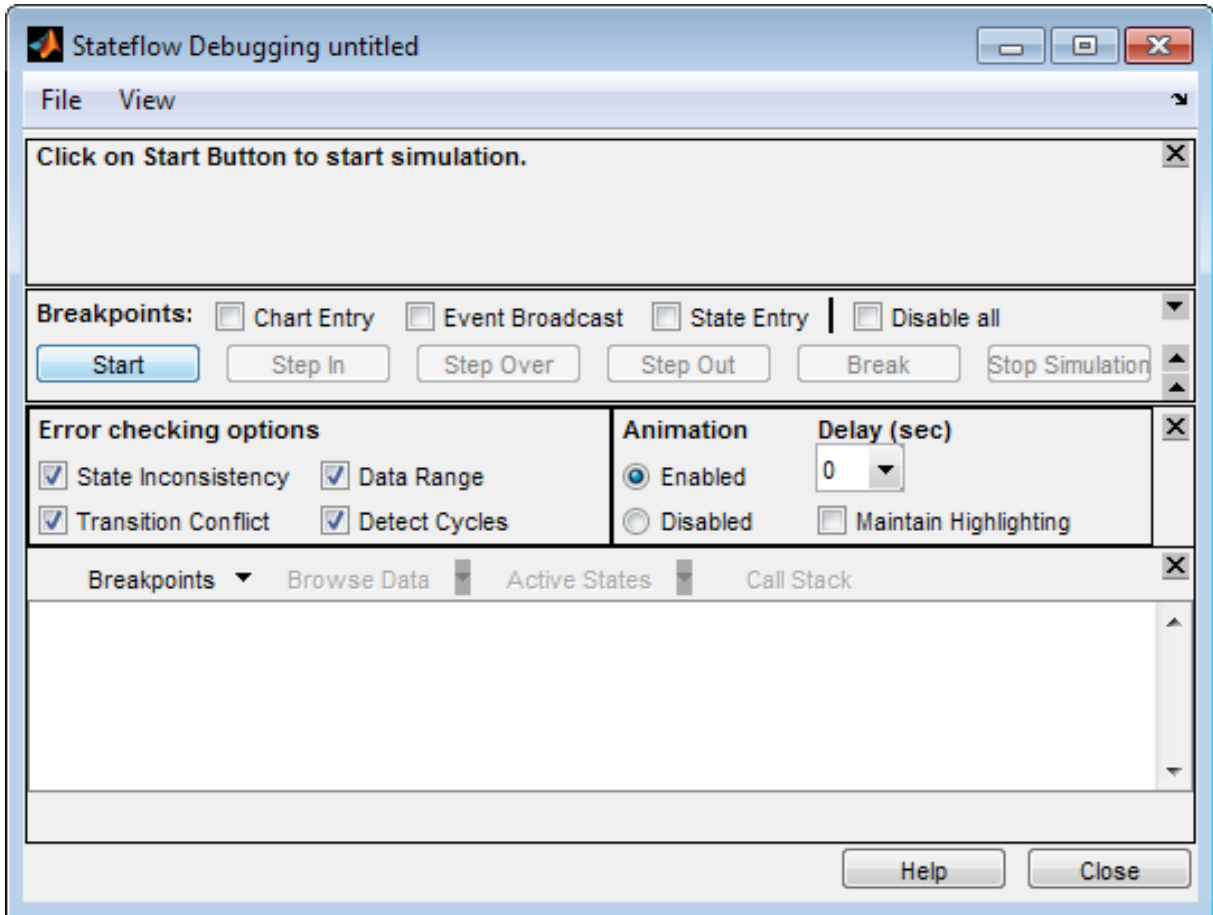 Stateflow Debugging untitled
File View
Click on Start Button to start simulation.
Breakpoints: Chart Entry Event Broadcast State Entry Disable all
Start Step In Step Over Step Out Break Stop Simulation
Error checking options Animation Delay (sec)
State Inconsistency Data Range Enabled 0
Transition Conflict Detect Cycles Disabled Maintain Highlighting
Breakpoints Browse Data Active States Call Stack
Help Close